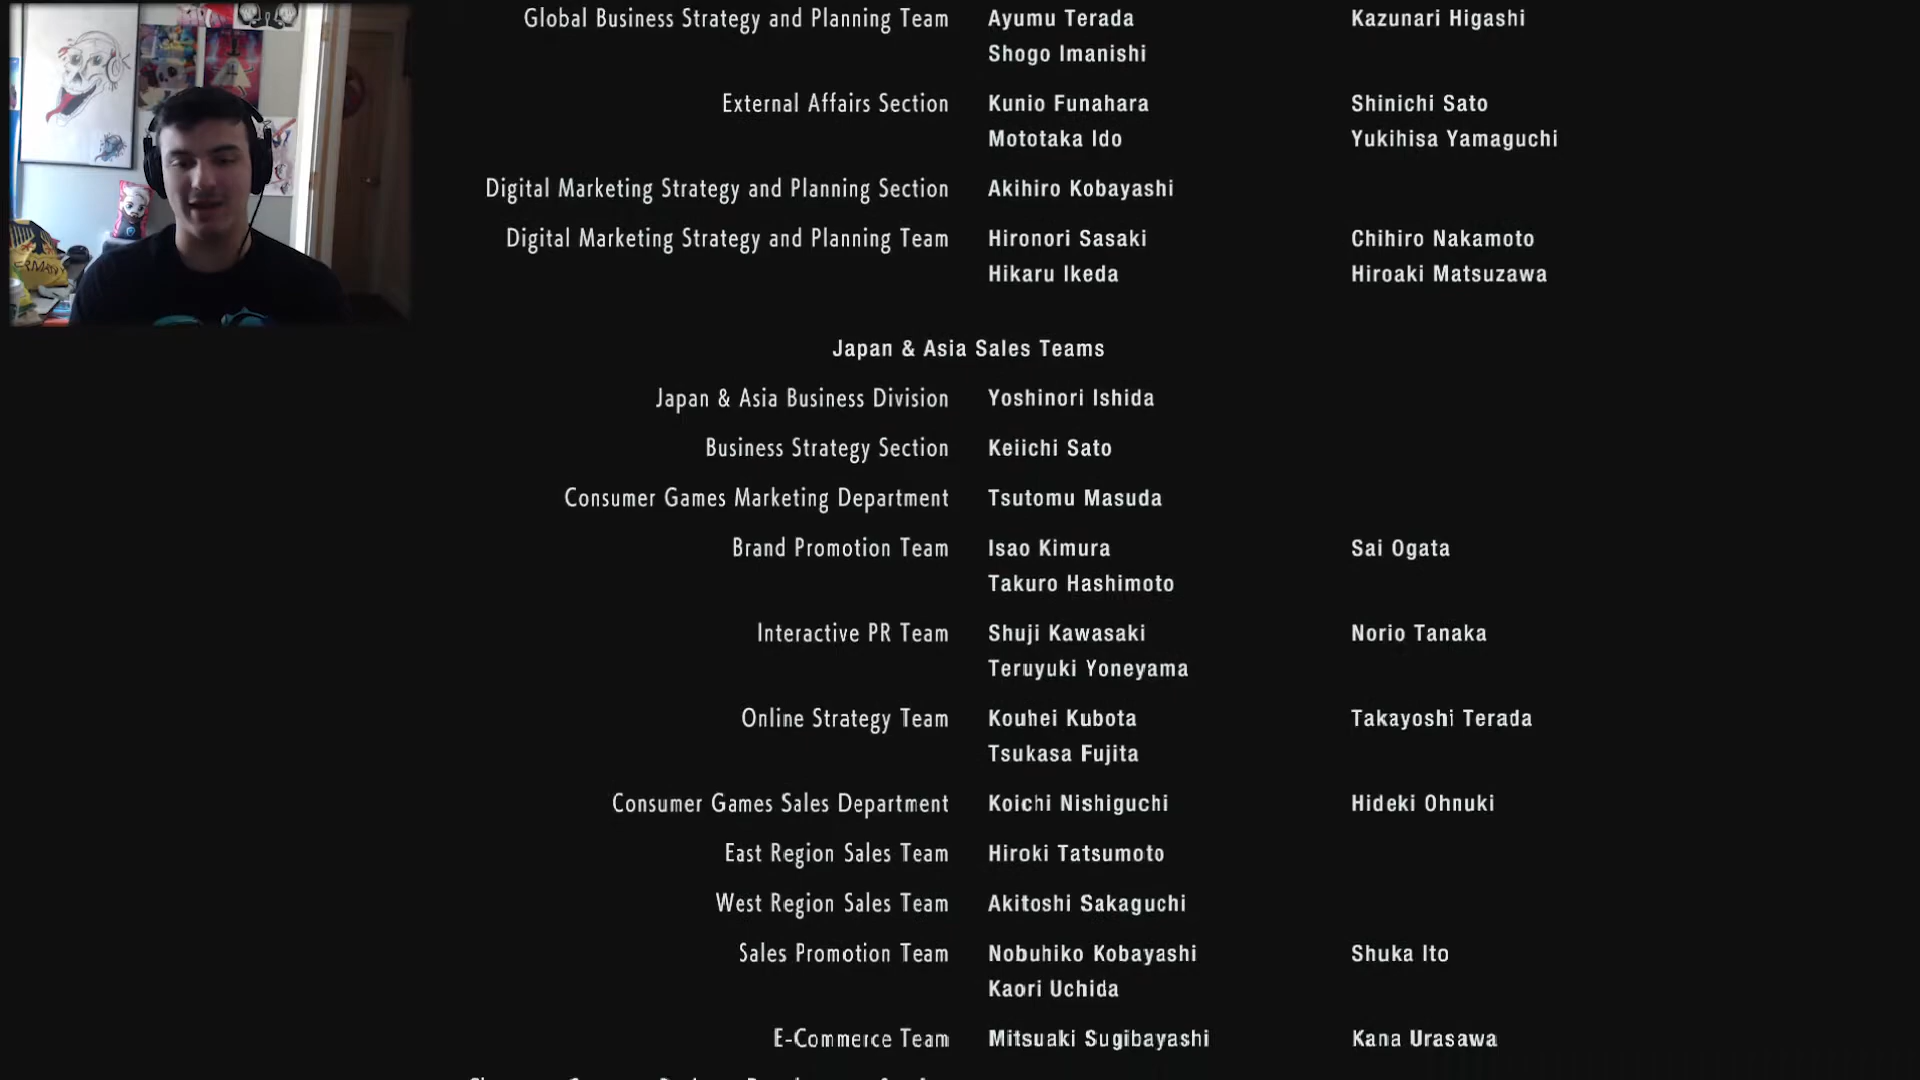 Global Business Strategy and Planning Team Ayumu Terada Kazunari Higashi
Shogo Imanishi
External Affairs Section Kunio Funahara Shinichi Sato
Mototaka Ido Yukihisa Yamaguchi
Digital Marketing Strategy and Planning Section Akihiro Kobayashi
Digital Marketing Strategy and Planning Team Hironori Sasaki Chihiro Nakamoto
Hikaru Ikeda Hiroaki Matsuzawa
Japan & Asia Sales Teams
Japan & Asia Business Division Yoshinori Ishida
Business Strategy Section Keiichi Sato
Consumer Games Marketing Department Tsutomu Masuda
Brand Promotion Team Isao Kimura Sai Ogata
Takuro Hashimoto
Interactive PR Team Shuji Kawasaki Norio Tanaka
Teruyuki Yoneyama
Online Strategy Team Kouhei Kubota Takayoshi Terada
Tsukasa Fujita
Consumer Games Sales Department Koichi Nishiguchi Hideki Ohnuki
East Region Sales Team Hiroki Tatsumoto
West Region Sales Team Akitoshi Sakaguchi
Sales Promotion Team Nobuhiko Kobayashi Shuka Ito
Kaori Uchida
E-Commerce Team Mitsuaki Sugibayashi Kana Urasawa